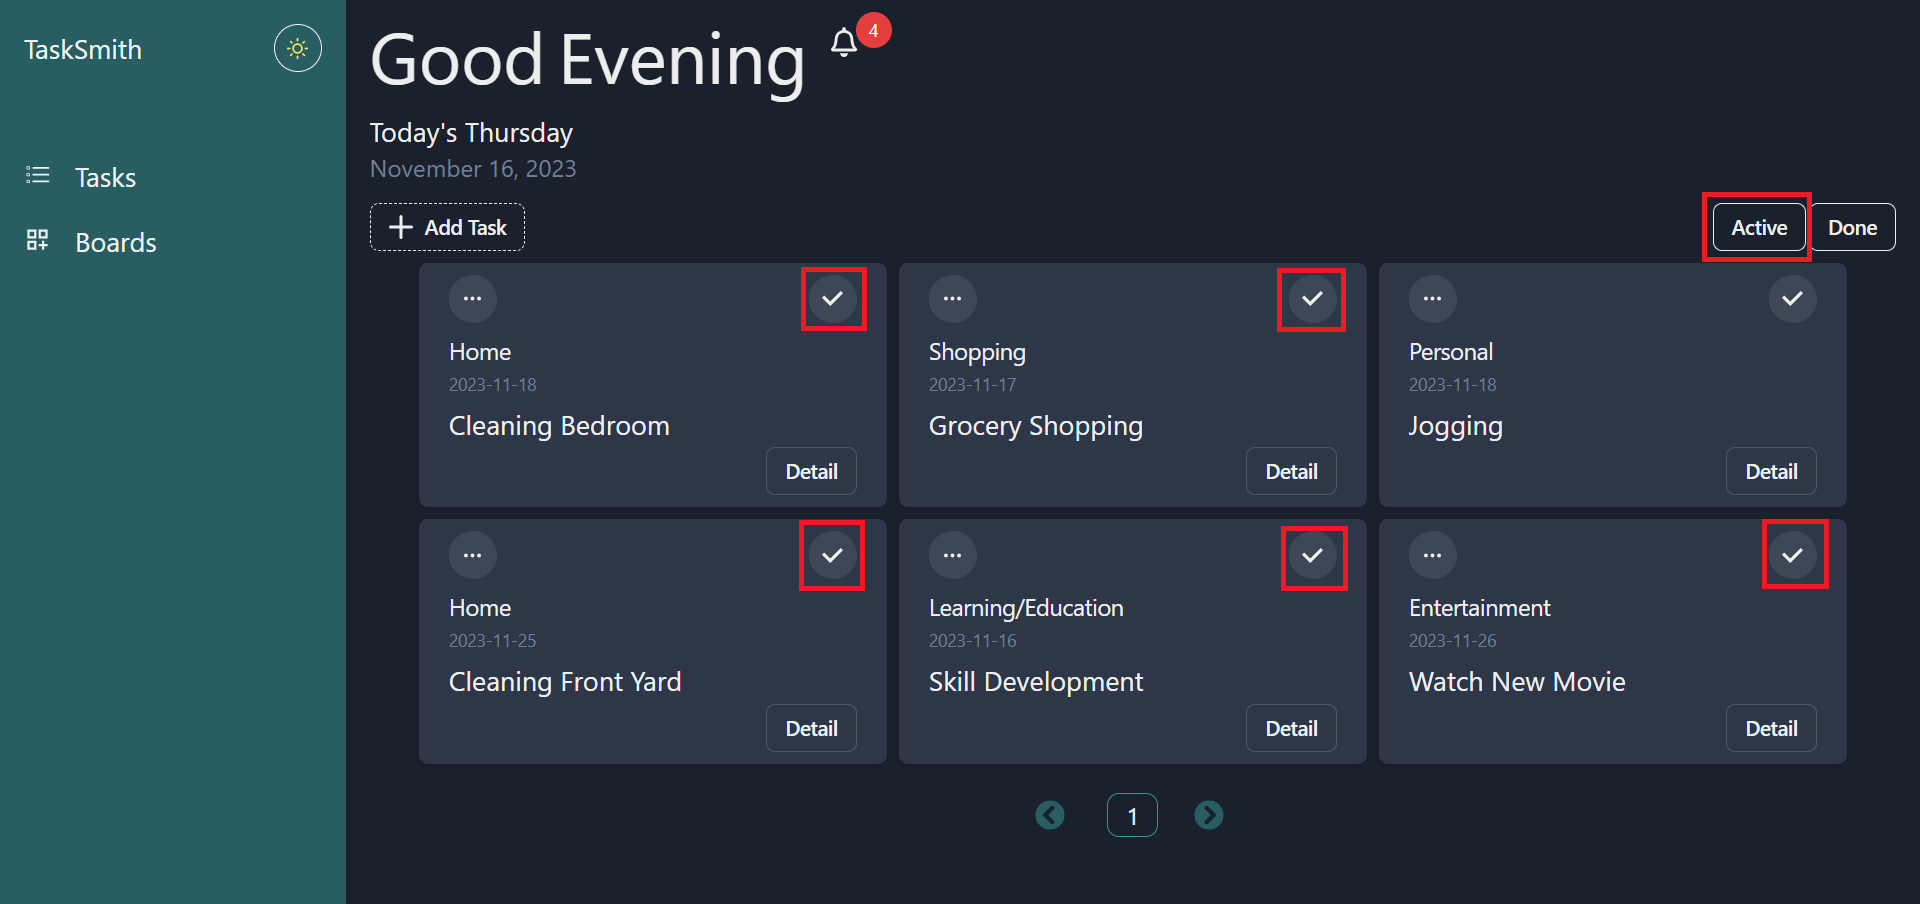 TaskSmith
Tasks
Boards
Good Evening
4
Today's Thursday
November 16, 2023
Add Task
Active
Done
Home
2023-11-18
Cleaning Bedroom
Detail
Shopping
2023-11-17
Grocery Shopping
Detail
Personal
2023-11-18
Jogging
Detail
Home
2023-11-25
Cleaning Front Yard
Detail
Learning/Education
2023-11-16
Skill Development
Detail
Entertainment
2023-11-26
Watch New Movie
Detail
1